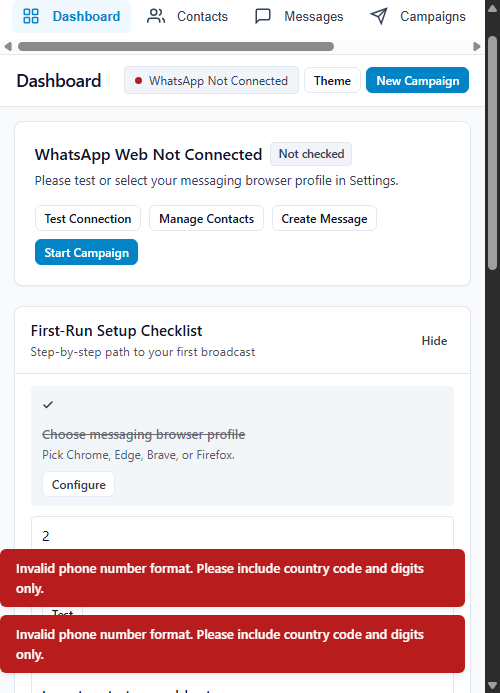 Dashboard
Contacts
Messages
Campaigns
Dashboard
WhatsApp Not Connected
Theme
New Campaign
WhatsApp Web Not Connected
Not checked
Please test or select your messaging browser profile in Settings.
Test Connection
Manage Contacts
Create Message
Start Campaign
First-Run Setup Checklist
Step-by-step path to your first broadcast
Hide
Choose messaging browser profile
Pick Chrome, Edge, Brave, or Firefox.
Configure
2
Invalid phone number format. Please include country code and digits
only.
Test
Invalid phone number format. Please include country code and digits
only.